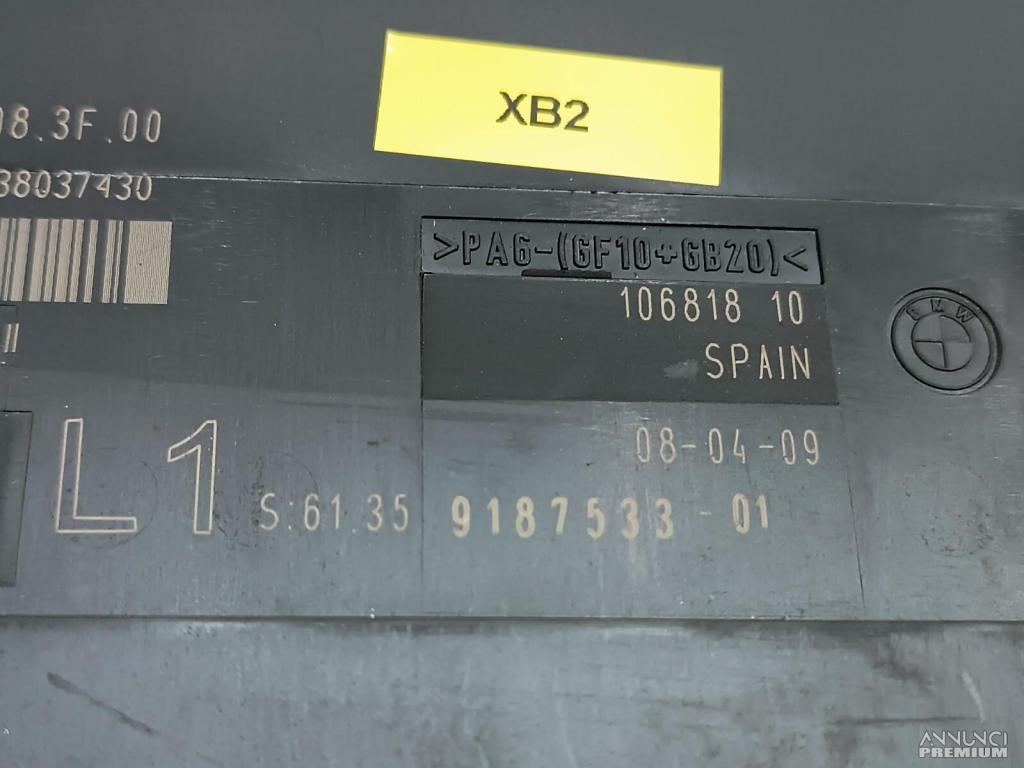 XB2
08.3F.00
38037430
>PA6-(GF10+GB20)<
106818 10
SPAIN
BMW
08-04-09
L1
S:61.35 9187533-01
ANNUNCI
PREMIUM